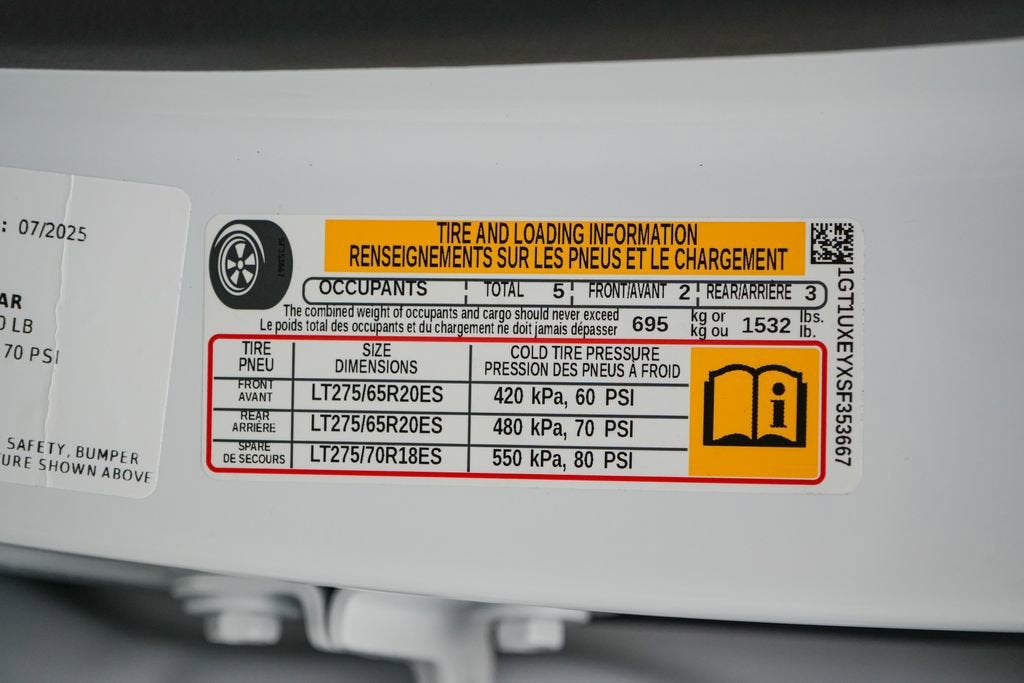 : 07/2025
AR
0 LB
70 PSI
SAFETY, BUMPER
URE SHOWN ABOVE
SF353667
TIRE AND LOADING INFORMATION
RENSEIGNEMENTS SUR LES PNEUS ET LE CHARGEMENT
OCCUPANTS TOTAL 5 FRONT/AVANT 2 REAR/ARRIÈRE 3
The combined weight of occupants and cargo should never exceed
Le poids total des occupants et du chargement ne doit jamais dépasser
695 kg or 1532 lbs.
kg ou lb.
TIRE SIZE COLD TIRE PRESSURE
PNEU DIMENSIONS PRESSION DES PNEUS À FROID
FRONT
AVANT LT275/65R20ES 420 kPa, 60 PSI
REAR
ARRIÈRE LT275/65R20ES 480 kPa, 70 PSI
SPARE
DE SECOURS LT275/70R18ES 550 kPa, 80 PSI
i
1GT1UXEYXSF353667